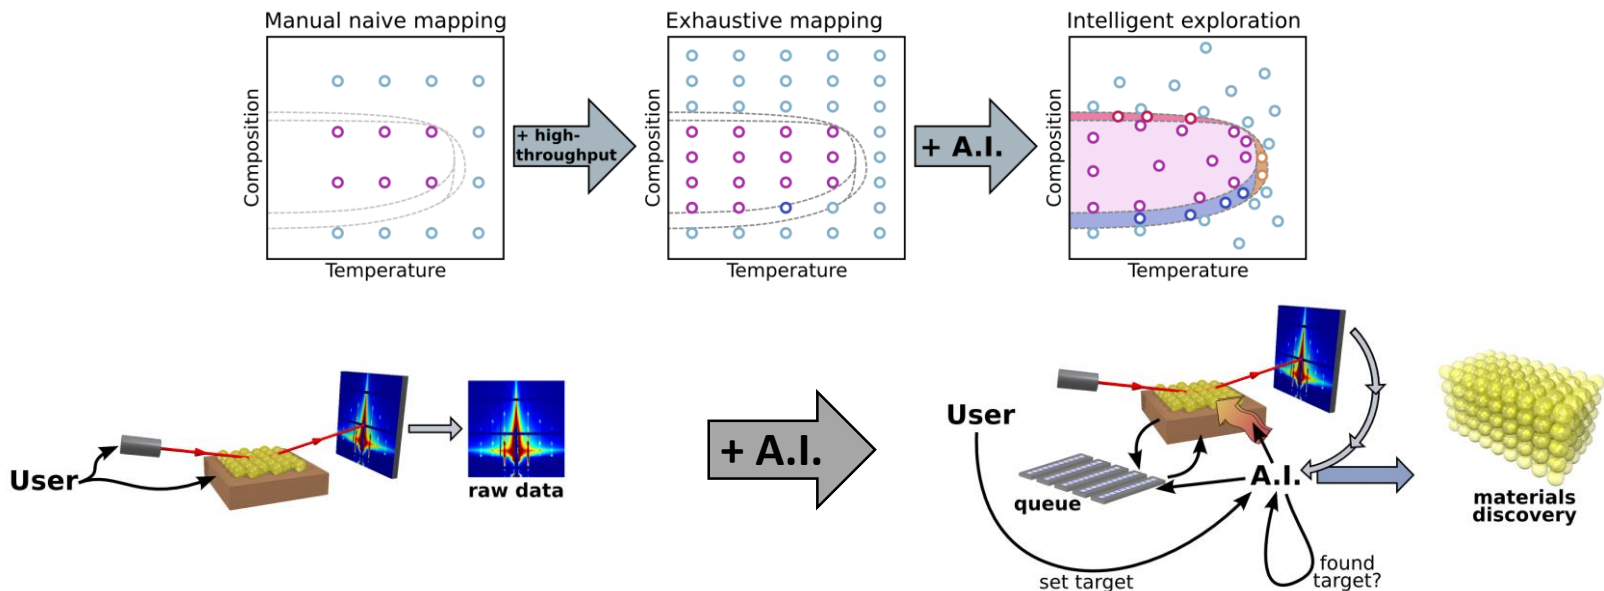 Manual naive mapping
Exhaustive mapping
Intelligent exploration
Composition
Temperature
+ high-
throughput
Composition
Temperature
+ A.I.
Composition
Temperature
User
raw data
+ A.I.
User
queue
A.I.
set target
found
target?
materials
discovery